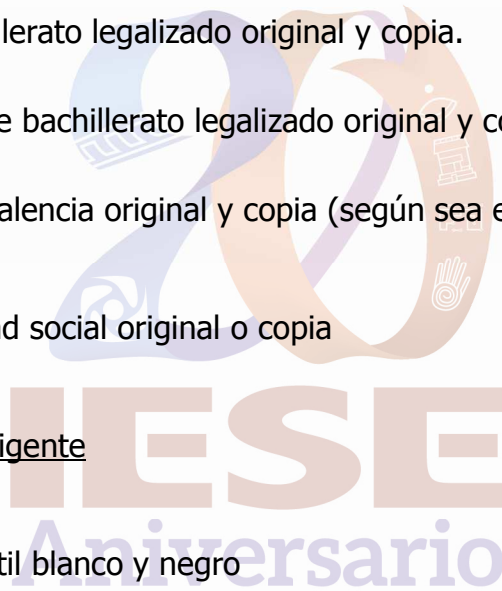 llerato legalizado original y copia.
e bachillerato legalizado original y co
alencia original y copia (según sea e
d social original o copia
igente
IESE
Aniversario
til blanco y negro